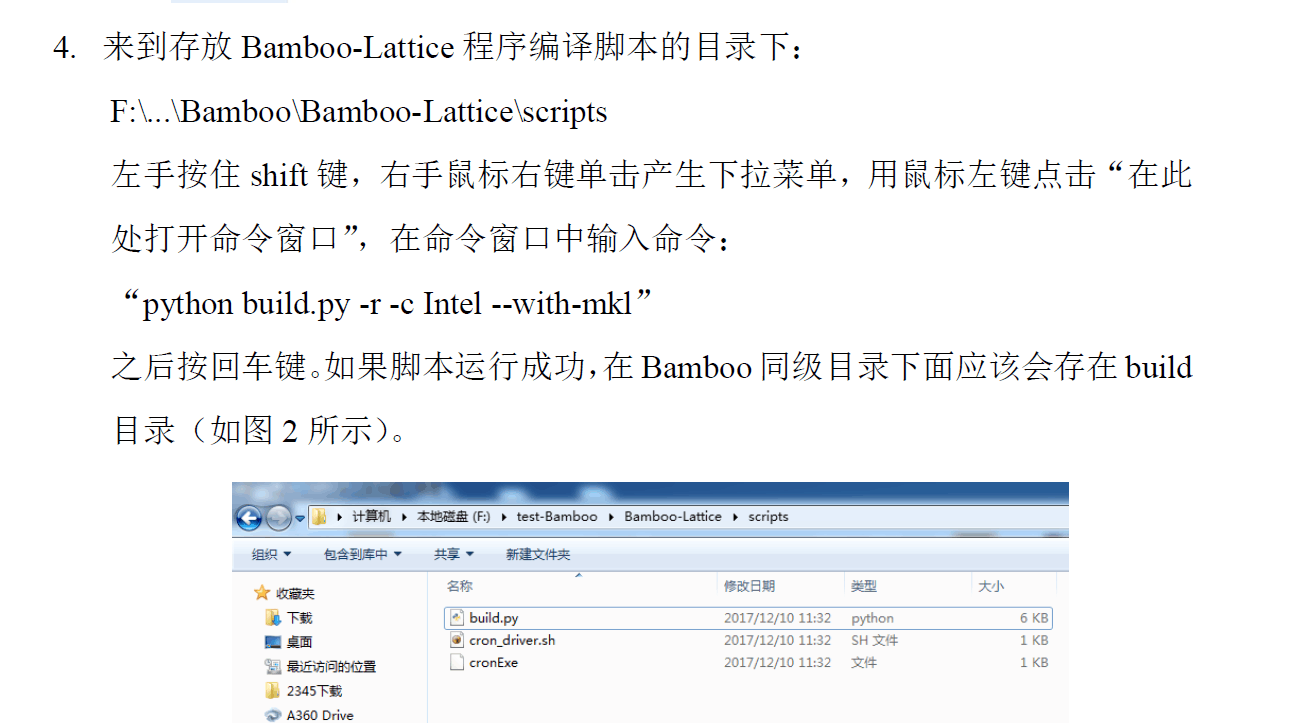 4. 来到存放 Bamboo-Lattice 程序编译脚本的目录下：
F:\...\Bamboo\Bamboo-Lattice\scripts
左手按住 shift 键，右手鼠标右键单击产生下拉菜单，用鼠标左键点击“在此
处打开命令窗口”，在命令窗口中输入命令：
“python build.py -r -c Intel --with-mkl”
之后按回车键。如果脚本运行成功，在 Bamboo 同级目录下面应该会存在 build
目录（如图 2 所示）。
计算机 本地磁盘 (F:) test-Bamboo Bamboo-Lattice scripts
组织 包含到库中 共享 新建文件夹
收藏夹
下载
桌面
最近访问的位置
2345下载
A360 Drive
名称 修改日期 类型 大小
build.py 2017/12/10 11:32 python 6 KB
cron_driver.sh 2017/12/10 11:32 SH 文件 1 KB
cronExe 2017/12/10 11:32 文件 1 KB